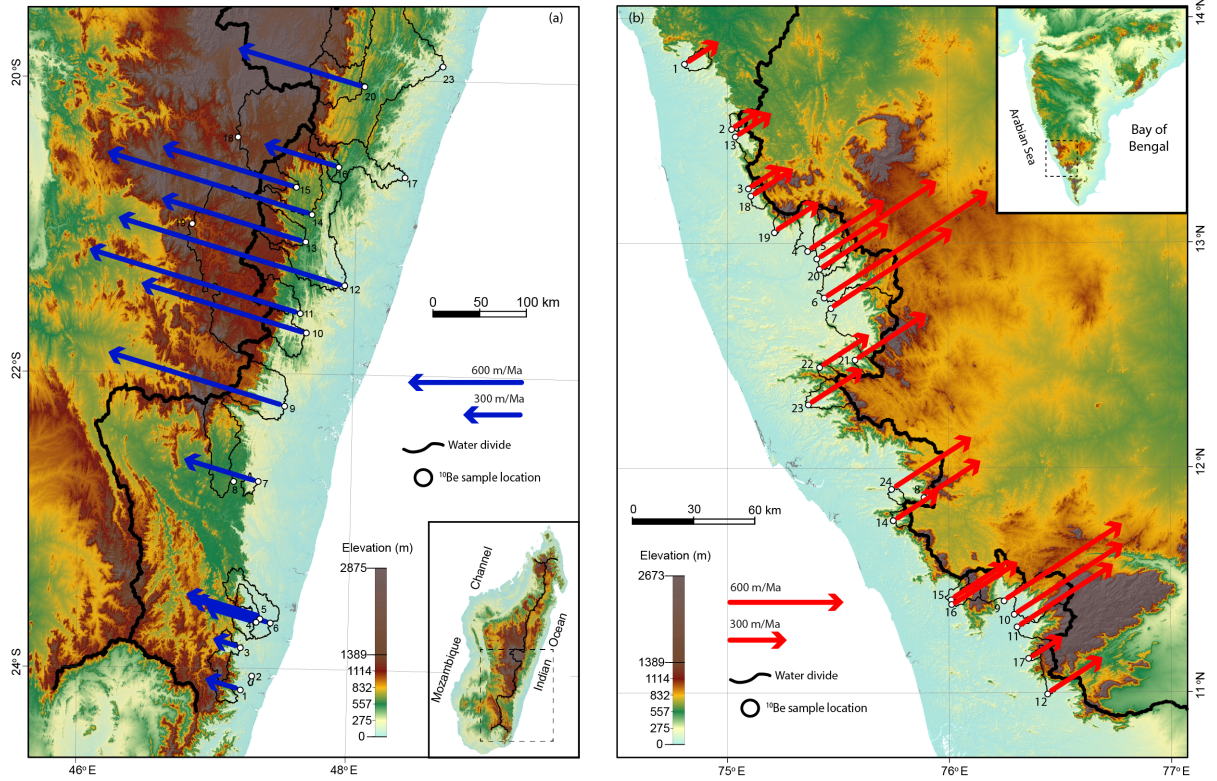 (a)
20°S
22°S
24°S
46°E
48°E
23
20
18
16
17
15
14
19
13
12
11
10
9
8
7
5
4
6
3
2
1
0 50 100 km
600 m/Ma
300 m/Ma
Water divide
10Be sample location
Elevation (m)
2875
1389
1114
832
557
275
0
Mozambique
Channel
Indian Ocean
(b)
14°N
13°N
12°N
11°N
75°E
76°E
77°E
1
2
13
3
18
19
4
5
20
6
7
21
22
23
24
8
14
15
16
9
10
11
17
12
0 30 60 km
Elevation (m)
2673
1389
1114
832
557
275
0
600 m/Ma
300 m/Ma
Water divide
10Be sample location
Arabian Sea
Bay of
Bengal